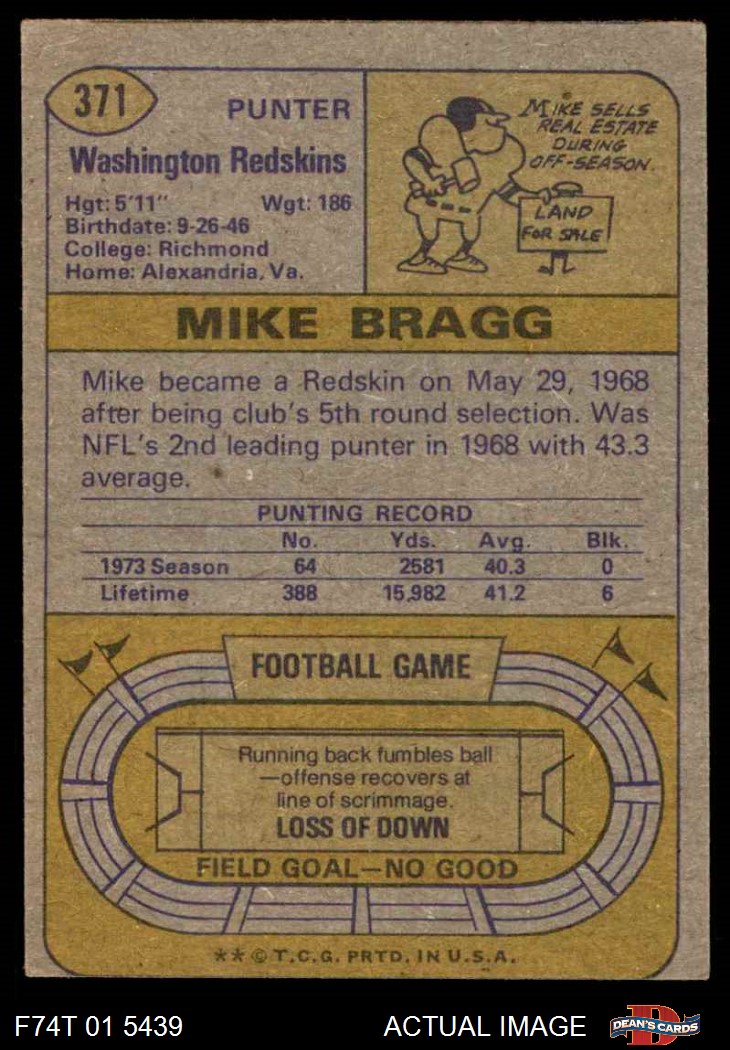 371
PUNTER
Washington Redskins
Hgt: 5'11" Wgt: 186
Birthdate: 9-26-46
College: Richmond
Home: Alexandria, Va.
MIKE SELLS
REAL ESTATE
DURING
OFF-SEASON.
LAND
FOR SALE
MIKE BRAGG
Mike became a Redskin on May 29, 1968
after being club's 5th round selection. Was
NFL's 2nd leading punter in 1968 with 43.3
average.
PUNTING RECORD
No. Yds. Avg. Blk.
1973 Season 64 2581 40.3 0
Lifetime 388 15,982 41.2 6
FOOTBALL GAME
Running back fumbles ball
—offense recovers at
line of scrimmage.
LOSS OF DOWN
FIELD GOAL—NO GOOD
** © T.C.G. PRTD. IN U.S.A.
F74T 01 5439 ACTUAL IMAGE
D
DEAN'S CARDS